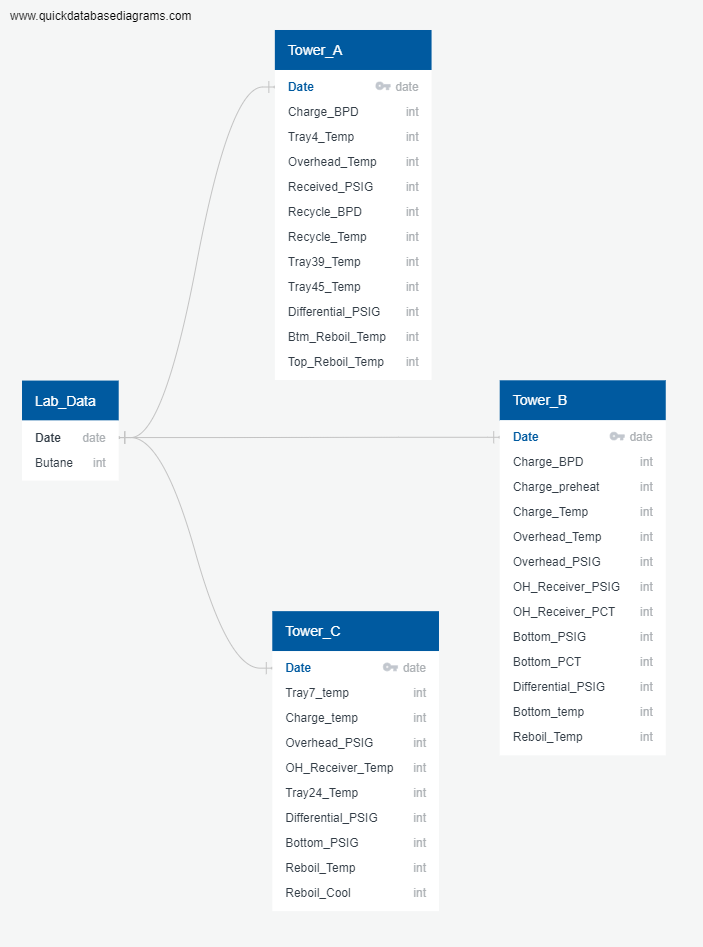 www.quickdatabasediagrams.com
Tower_A
Date date
Charge_BPD int
Tray4_Temp int
Overhead_Temp int
Received_PSIG int
Recycle_BPD int
Recycle_Temp int
Tray39_Temp int
Tray45_Temp int
Differential_PSIG int
Btm_Reboil_Temp int
Top_Reboil_Temp int
Lab_Data
Date date
Butane int
Tower_B
Date date
Charge_BPD int
Charge_preheat int
Charge_Temp int
Overhead_Temp int
Overhead_PSIG int
OH_Receiver_PSIG int
OH_Receiver_PCT int
Bottom_PSIG int
Bottom_PCT int
Differential_PSIG int
Bottom_temp int
Reboil_Temp int
Tower_C
Date date
Tray7_temp int
Charge_temp int
Overhead_PSIG int
OH_Receiver_Temp int
Tray24_Temp int
Differential_PSIG int
Bottom_PSIG int
Reboil_Temp int
Reboil_Cool int